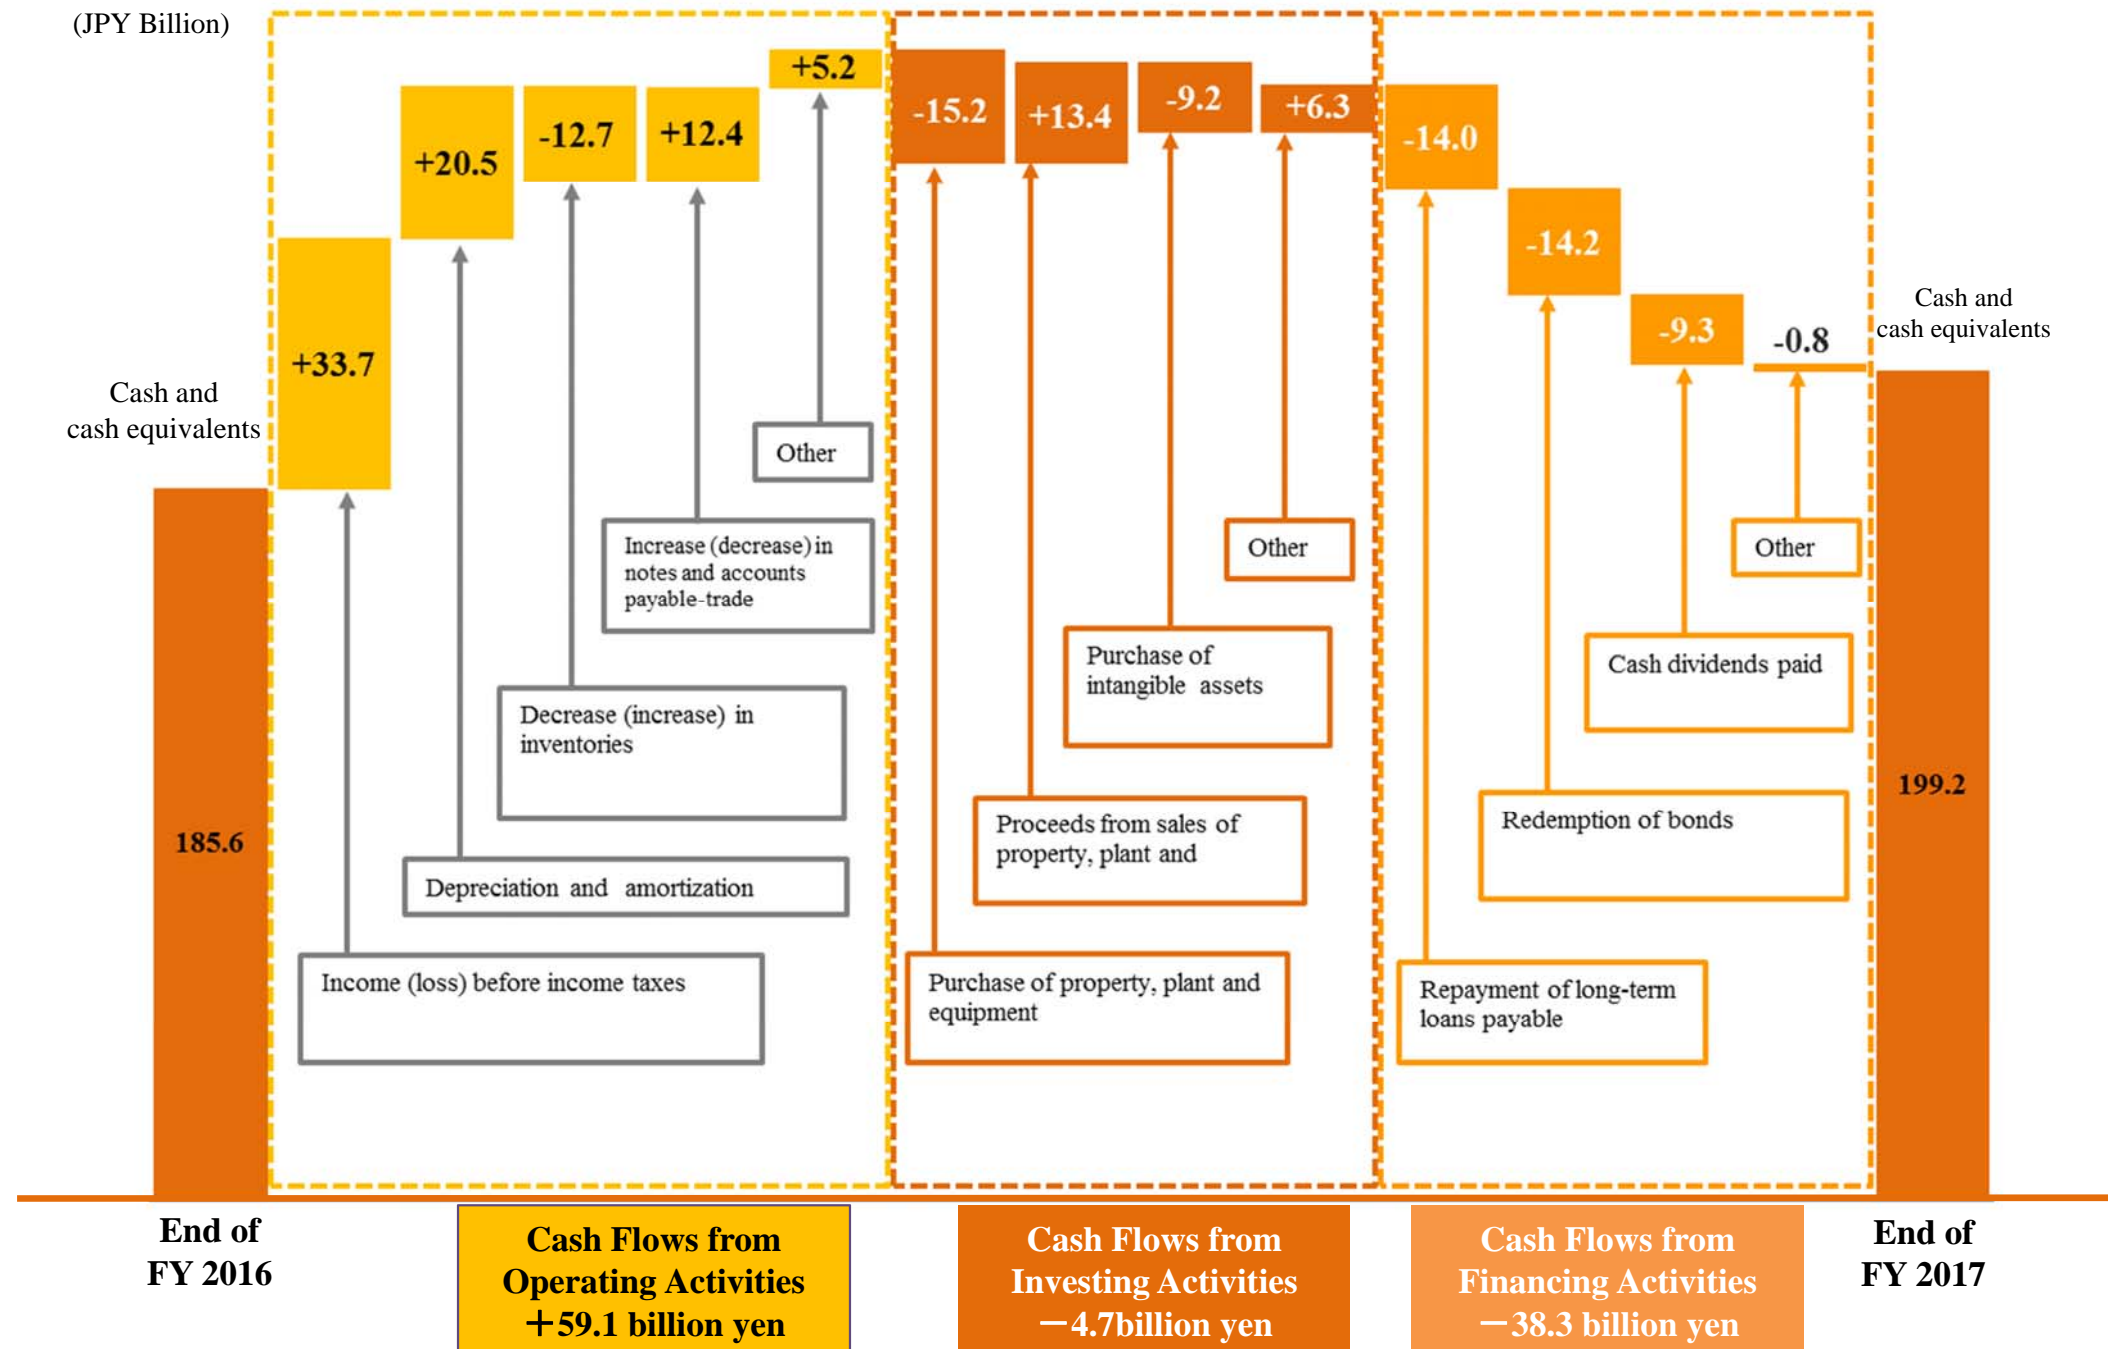 (JPY Billion)
+5.2
-15.2
+13.4
-9.2
+6.3
-14.0
+20.5
-12.7
+12.4
-14.2
-9.3
-0.8
Cash and
cash equivalents
+33.7
Cash and
cash equivalents
Other
Increase (decrease) in
notes and accounts
payable-trade
Other
Other
Purchase of
intangible assets
Cash dividends paid
Decrease (increase) in
inventories
Proceeds from sales of
property, plant and
Redemption of bonds
185.6
199.2
Depreciation and amortization
Income (loss) before income taxes
Purchase of property, plant and
equipment
Repayment of long-term
loans payable
End of
FY 2016
Cash Flows from
Operating Activities
＋59.1 billion yen
Cash Flows from
Investing Activities
－4.7billion yen
Cash Flows from
Financing Activities
－38.3 billion yen
End of
FY 2017